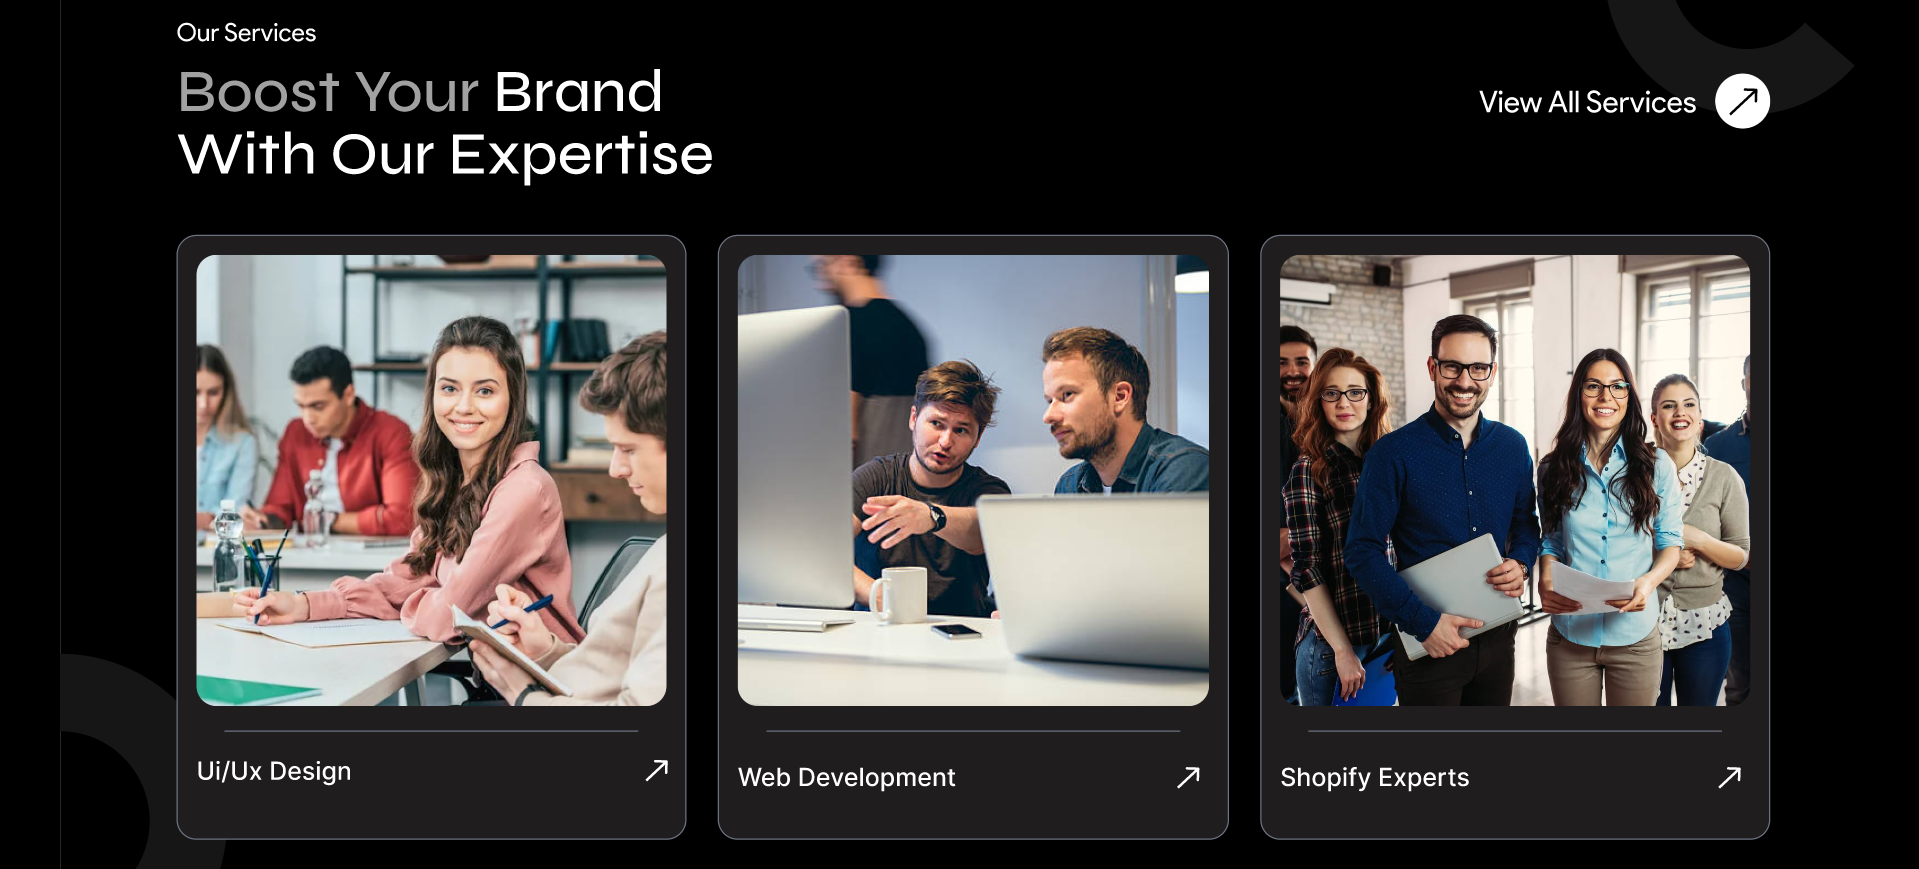 Our Services
Boost Your Brand
With Our Expertise
View All Services
Ui/Ux Design
Web Development
Shopify Experts